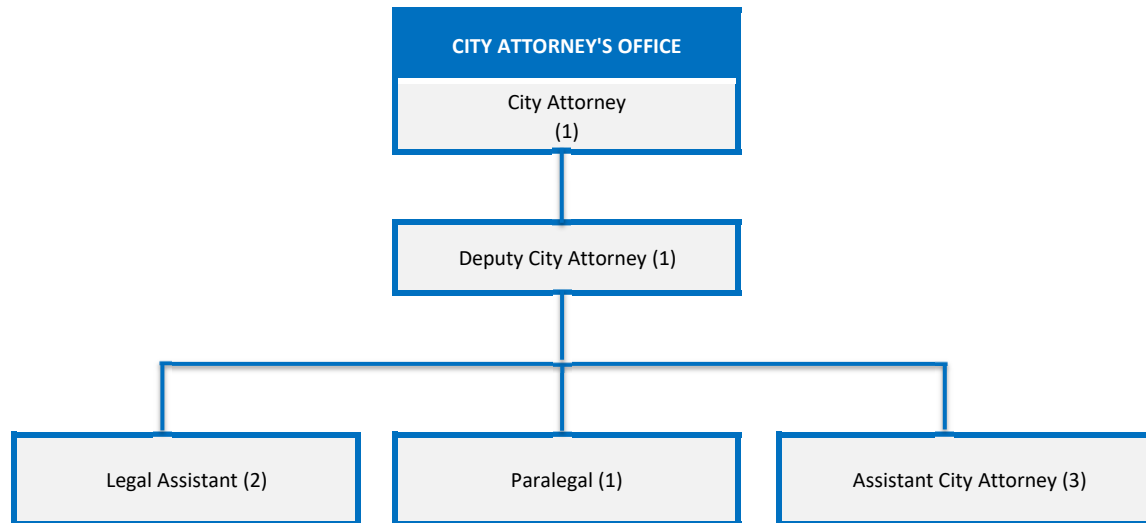 CITY ATTORNEY'S OFFICE
City Attorney
(1)
Deputy City Attorney (1)
Legal Assistant (2)
Paralegal (1)
Assistant City Attorney (3)